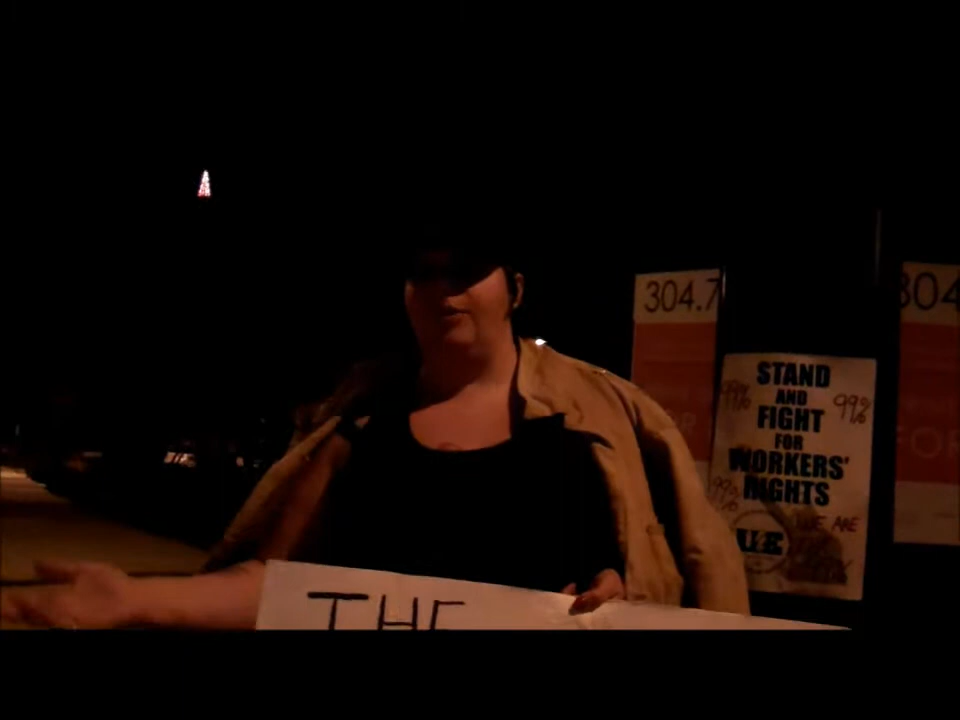 304.7
304
STAND
AND
FIGHT
FOR
WORKERS'
RIGHTS
99%
99%
99%
WE ARE
UE
FOR
THE